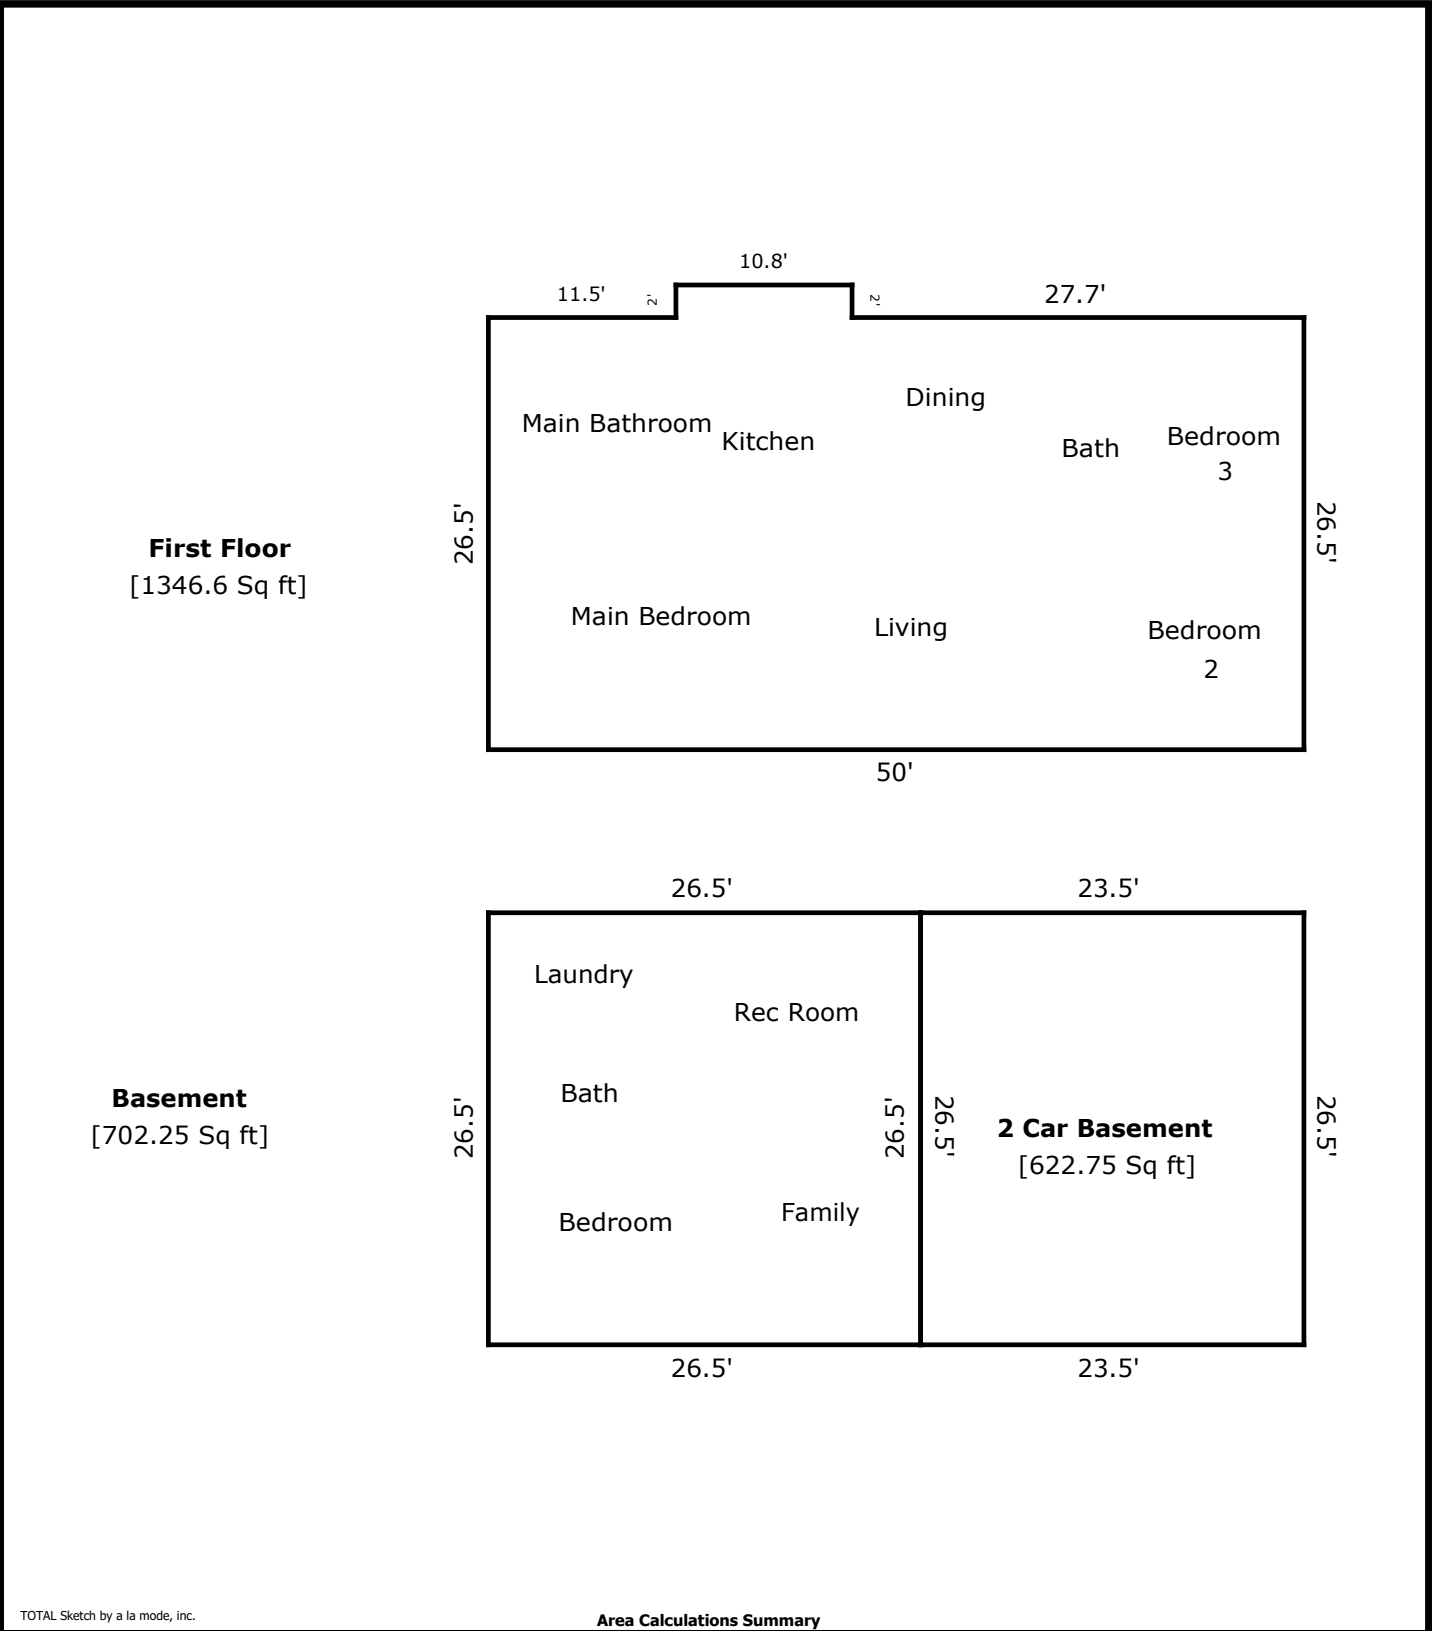 10.8'
11.5'
2'
2'
27.7'
Dining
Main Bathroom
Kitchen
Bath
Bedroom
3
26.5'
26.5'
First Floor
[1346.6 Sq ft]
Main Bedroom
Living
Bedroom
2
50'
26.5'
23.5'
Laundry
Rec Room
Bath
Basement
[702.25 Sq ft]
26.5'
26.5'
26.5'
2 Car Basement
[622.75 Sq ft]
26.5'
Bedroom
Family
26.5'
23.5'
TOTAL Sketch by a la mode, inc.
Area Calculations Summary